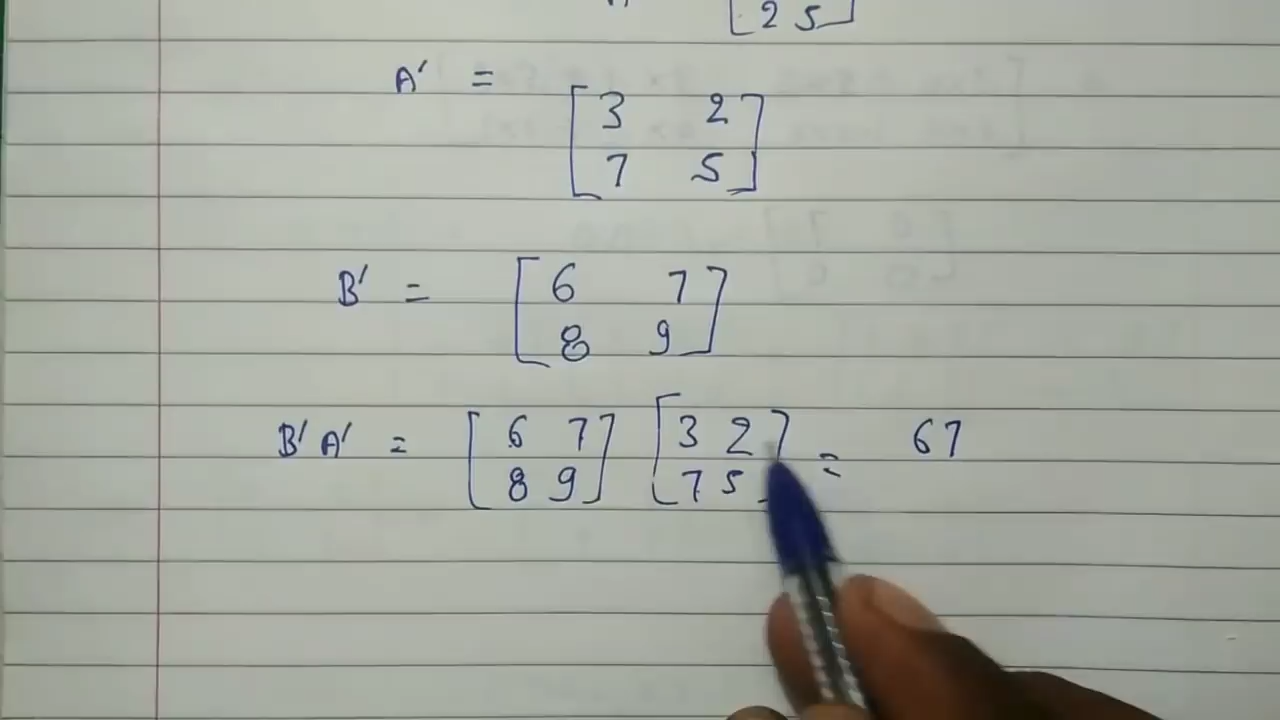 2 5
A' =
3 2
7 5
B' =
6 7
8 9
B'A' = [6 7] [3 2] = 67
[8 9] [7 5]